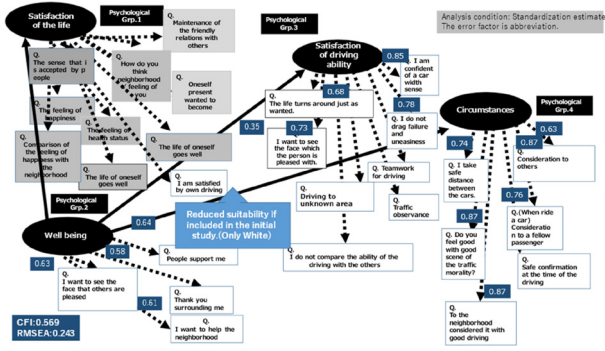 Satisfaction
of the life
Psychological
Grp.1
Q.
Maintenance of
the friendly
relations with
others
Psychological
Grp.3
Analysis condition: Standardization estimate
The error factor is abbreviation.
Q.
The sense that i
s accepted by p
eople
Q.
How do you
think
neighborhood
feeling of
you
Q.
Oneself
present
wanted to
become
Satisfaction
of driving
ability
0.85
Q. I am
confident
of a car
width
sense
0.68
Q.
The life turns around just as
wanted.
0.78
Q. I do not
drag failure
and
uneasiness
Circumstances
Psychological
Grp.4
Q.
The feeling of
happiness
Q.
The feeling of
health status
Q.
The life of oneself
goes well
0.35
0.73
Q.
I want to see
the face which
the person is
pleased with.
0.74
0.87
0.63
Q.
Consideration to
others
Q.
Comparison of
the feeling of
happiness with
the
neighborhood
Q.
The life of oneself
goes well
Q.
I am satisfied
by own driving
Q.
Teamwork
for driving
Q. I take
safe
distance
between
the cars.
0.76
Psychological
Grp.2
Q.
Driving to
unknown area
Q.
Traffic
observance
0.87
Q.(When ride
a car)
Consideratio
n to a fellow
passenger
0.64
Reduced suitability if
included in the initial
study.(Only White)
Well being
0.63
0.58
Q.
People support me
Q.
I do not compare the ability of the
driving with the others
Q. Do you
feel good
with good
scene of
the traffic
morality?
Q.
Safe confirmation
at the time of the
driving
Q.
I want to see the
face that others are
pleased
0.61
Q.
Thank you
surrounding me
0.87
CFI:0.569
RMSEA:0.243
Q.
I want to help the
neighborhood
Q.
To the
neighborhood
considered it with
good driving